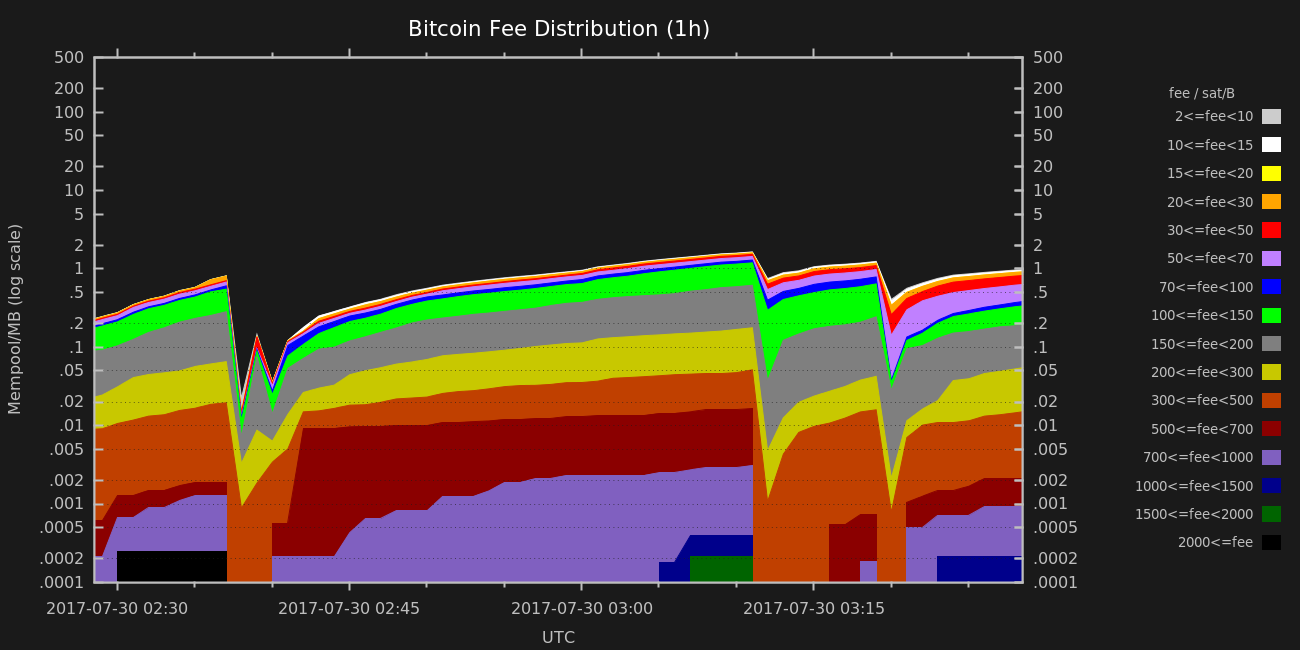 Bitcoin Fee Distribution (1h)
Mempool/MB (log scale)
500 500
200 200
100 100
50 50
20 20
10 10
5 5
2 2
1 1
.5 .5
.2 .2
.1 .1
.05 .05
.02 .02
.01 .01
.005 .005
.002 .002
.001 .001
.0005 .0005
.0002 .0002
.0001 .0001
2017-07-30 02:30 2017-07-30 02:45 2017-07-30 03:00 2017-07-30 03:15
UTC
fee / sat/B
2<=fee<10
10<=fee<15
15<=fee<20
20<=fee<30
30<=fee<50
50<=fee<70
70<=fee<100
100<=fee<150
150<=fee<200
200<=fee<300
300<=fee<500
500<=fee<700
700<=fee<1000
1000<=fee<1500
1500<=fee<2000
2000<=fee